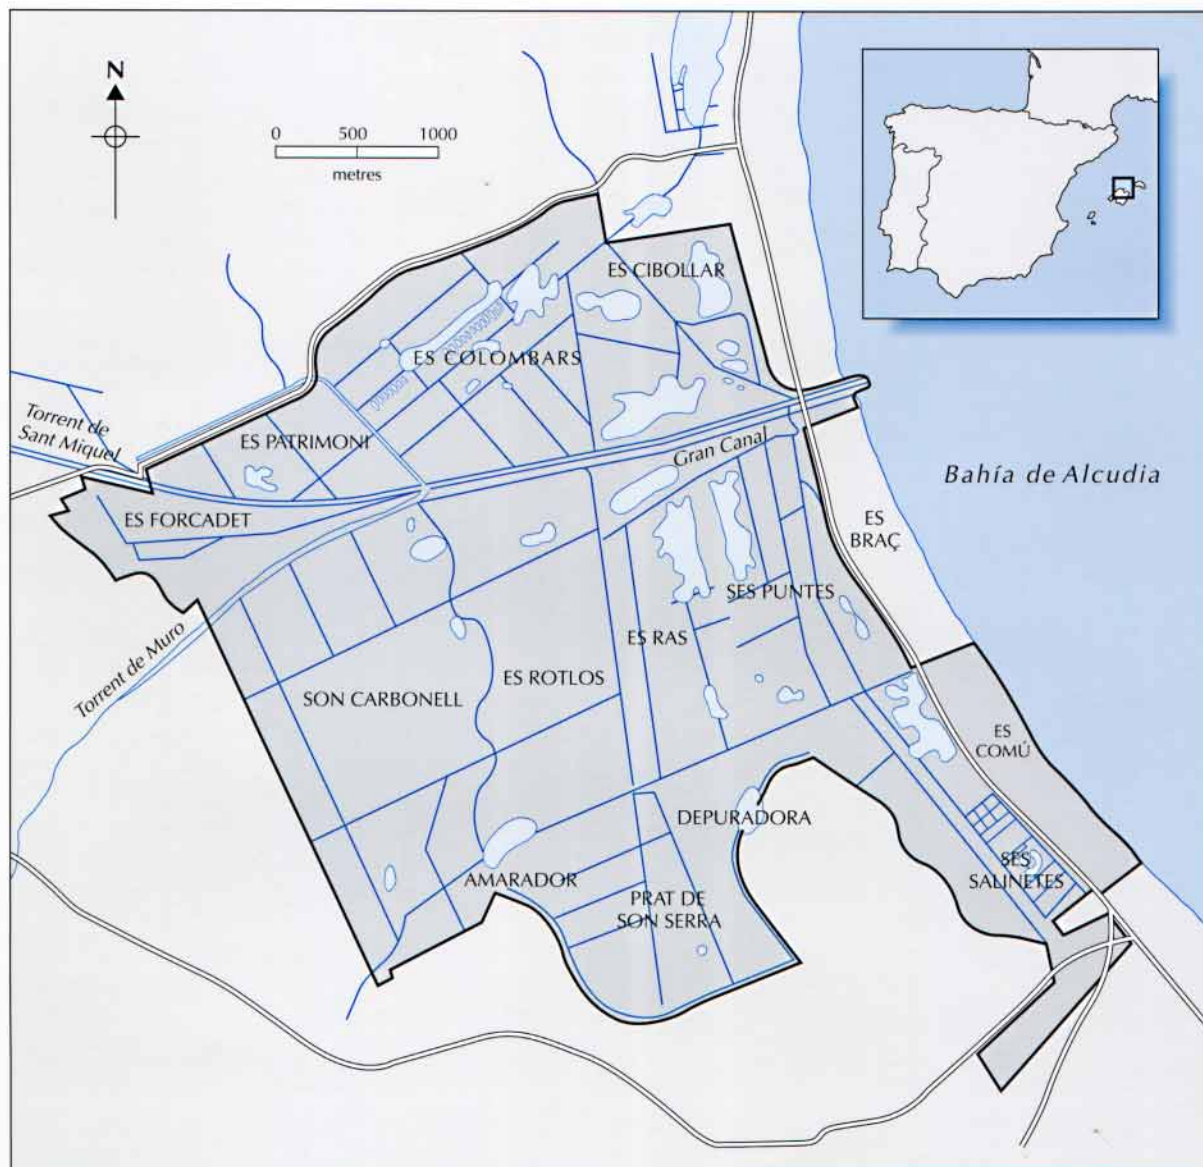 N
0 500 1000
metres
ES CIBOLLAR
ES COLOMBARS
Torrent de
Sant Miquel
ES PATRIMONI
Gran Canal
Bahía de Alcudia
ES FORCADET
ES
BRAÇ
SES PUNTES
Torrent de Muro
ES RAS
ES ROTLOS
SON CARBONELL
ES
COMÚ
DEPURADORA
SES
SALINETES
AMARADOR
PRAT DE
SON SERRA